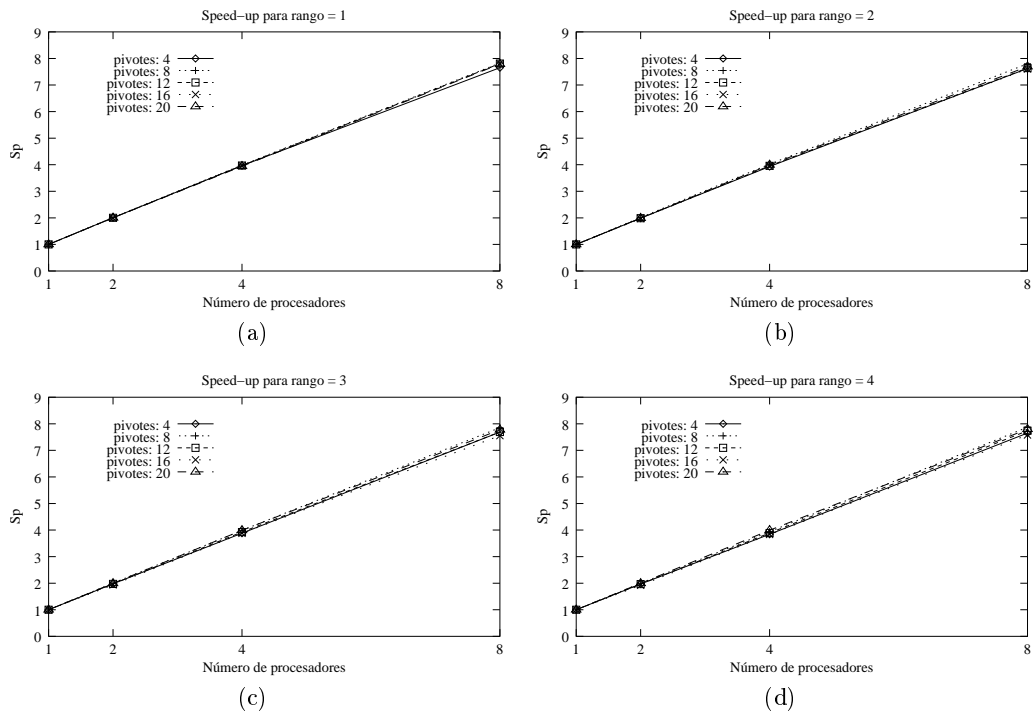 Speed-up para rango = 1
9
8
7
6
5
4
3
2
1
0
Sp
pivotes: 4
pivotes: 8
pivotes: 12
pivotes: 16
pivotes: 20
1 2 4 8
Número de procesadores
(a)
Speed-up para rango = 2
9
8
7
6
5
4
3
2
1
0
Sp
pivotes: 4
pivotes: 8
pivotes: 12
pivotes: 16
pivotes: 20
1 2 4 8
Número de procesadores
(b)
Speed-up para rango = 3
9
8
7
6
5
4
3
2
1
0
Sp
pivotes: 4
pivotes: 8
pivotes: 12
pivotes: 16
pivotes: 20
1 2 4 8
Número de procesadores
(c)
Speed-up para rango = 4
9
8
7
6
5
4
3
2
1
0
Sp
pivotes: 4
pivotes: 8
pivotes: 12
pivotes: 16
pivotes: 20
1 2 4 8
Número de procesadores
(d)